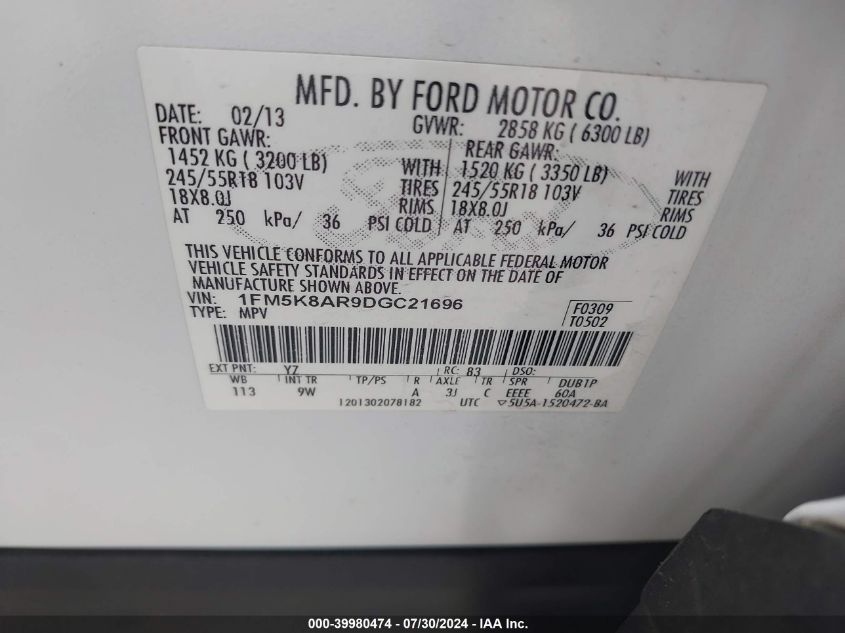 MFD. BY FORD MOTOR CO.
DATE: 02/13 GVWR: 2858 KG ( 6300 LB)
FRONT GAWR: REAR GAWR:
1452 KG ( 3200 LB) WITH 1520 KG ( 3350 LB) WITH
245/55R18 103V TIRES 245/55R18 103V TIRES
18X8.0J RIMS 18X8.0J RIMS
AT 250 kPa/ 36 PSI COLD AT 250 kPa/ 36 PSI COLD
THIS VEHICLE CONFORMS TO ALL APPLICABLE FEDERAL MOTOR
VEHICLE SAFETY STANDARDS IN EFFECT ON THE DATE OF
MANUFACTURE SHOWN ABOVE.
VIN: 1FM5K8AR9DGC21696 F0309
TYPE: MPV T0502
EXT PNT: YZ RC: 83 DSO:
WB INT TR TP/PS R AXLE TR SPR DUB1P
113 9W A 3J C EEEE 60A
1201302078182 UTC ▽5U5A-1520472-BA
000-39980474 / 07/30/2024 - IAA Inc.